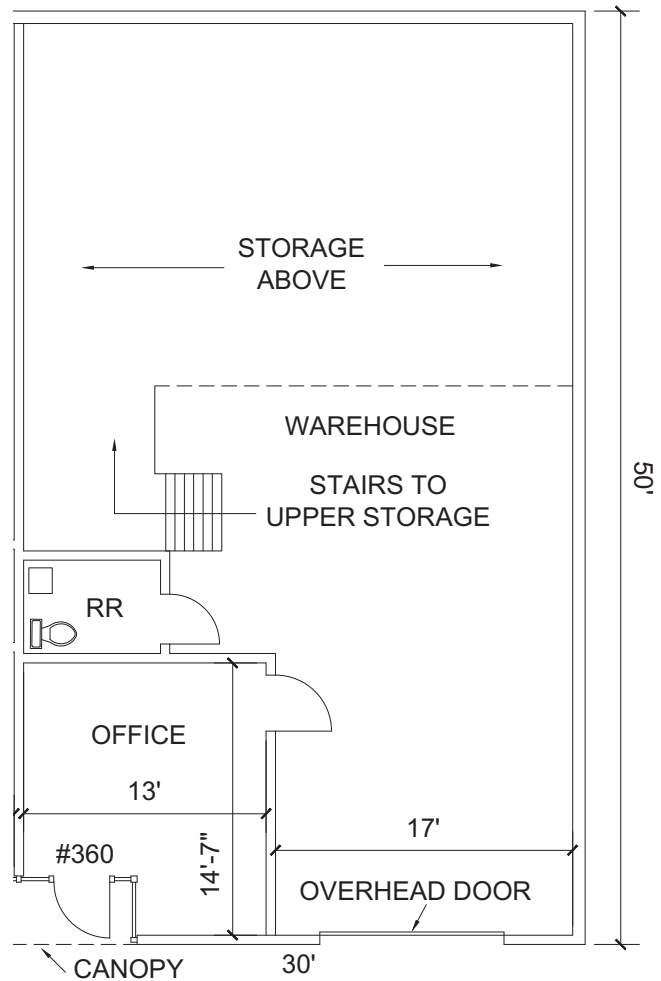 STORAGE
ABOVE
WAREHOUSE
STAIRS TO
UPPER STORAGE
50'
RR
OFFICE
13'
14'-7"
17'
#360
OVERHEAD DOOR
CANOPY
30'